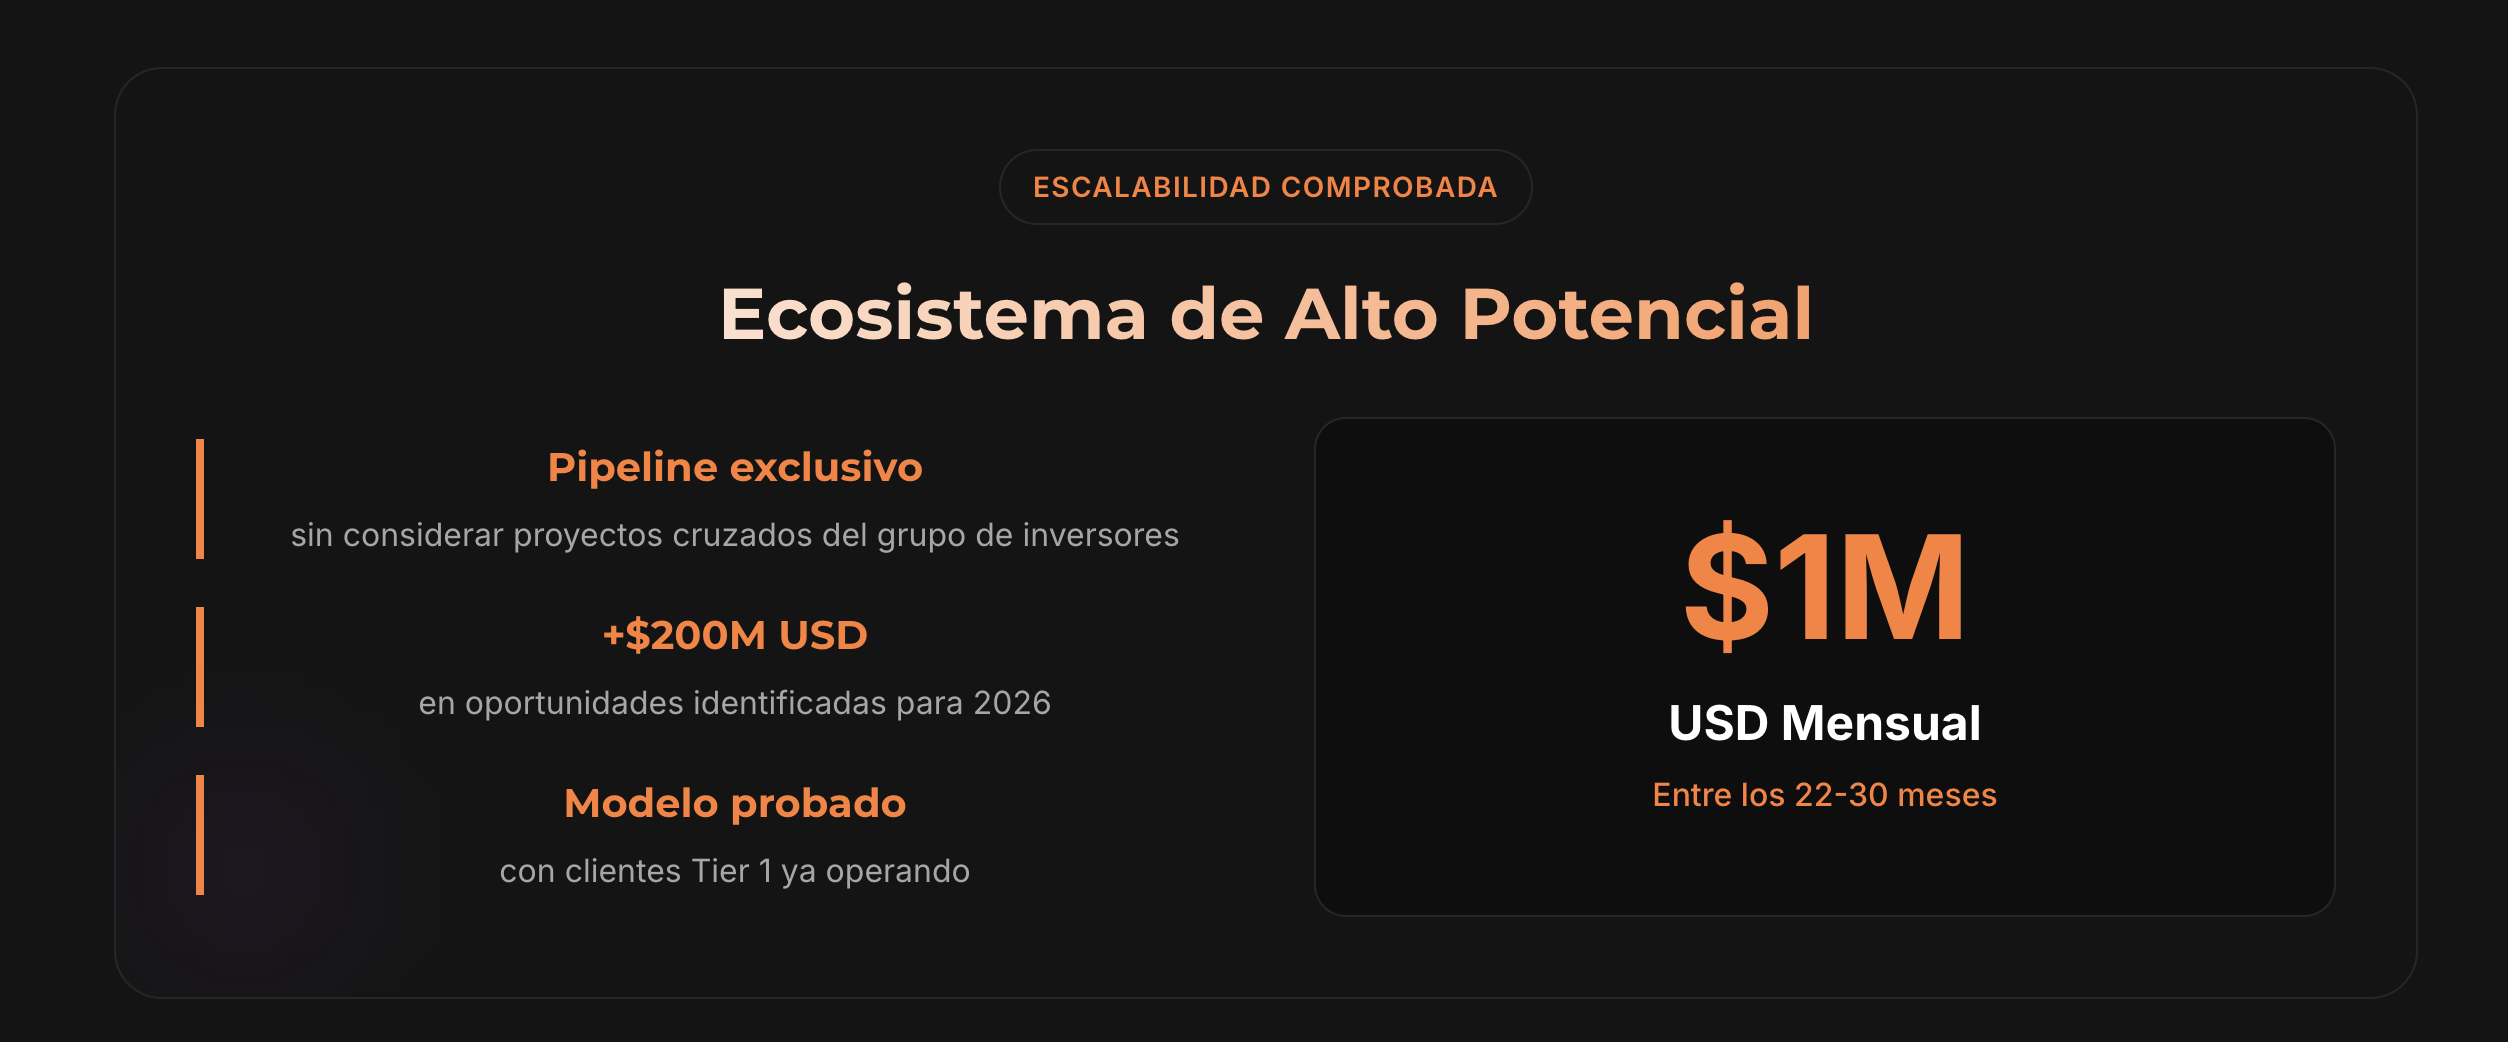 ESCALABILIDAD COMPROBADA
Ecosistema de Alto Potencial
Pipeline exclusivo
sin considerar proyectos cruzados del grupo de inversores
+$200M USD
en oportunidades identificadas para 2026
Modelo probado
con clientes Tier 1 ya operando
$1M
USD Mensual
Entre los 22-30 meses